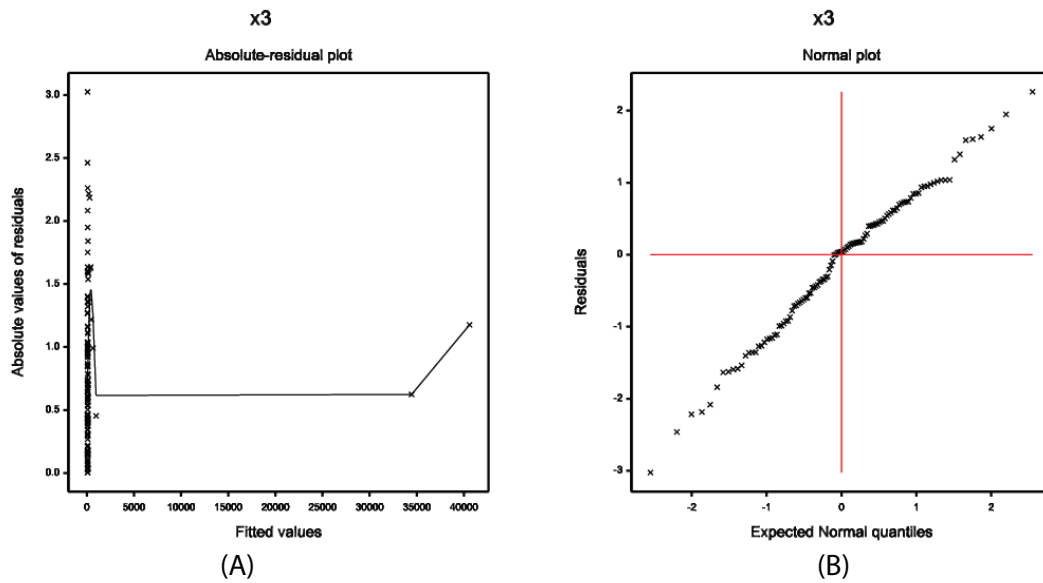 x3
Absolute-residual plot
Absolute values of residuals
3.0
2.5
2.0
1.5
1.0
0.5
0.0
0 5000 10000 15000 20000 25000 30000 35000 40000
Fitted values
(A)
x3
Normal plot
Residuals
2
1
0
-1
-2
-3
-2 -1 0 1 2
Expected Normal quantiles
(B)